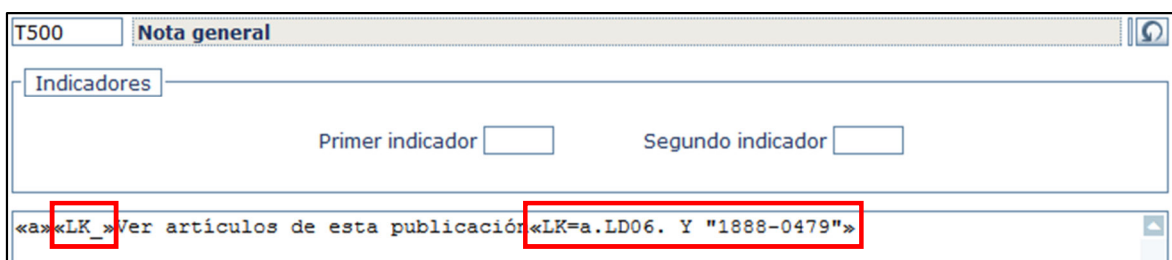 T500 Nota general
Indicadores
Primer indicador Segundo indicador
«a»«LK_»Ver artículos de esta publicación«LK=a.LD06. Y "1888-0479"»